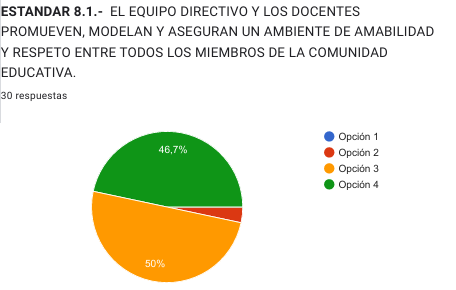 ESTANDAR 8.1.- EL EQUIPO DIRECTIVO Y LOS DOCENTES
PROMUEVEN, MODELAN Y ASEGURAN UN AMBIENTE DE AMABILIDAD
Y RESPETO ENTRE TODOS LOS MIEMBROS DE LA COMUNIDAD
EDUCATIVA.
30 respuestas
46,7%
50%
Opción 1
Opción 2
Opción 3
Opción 4